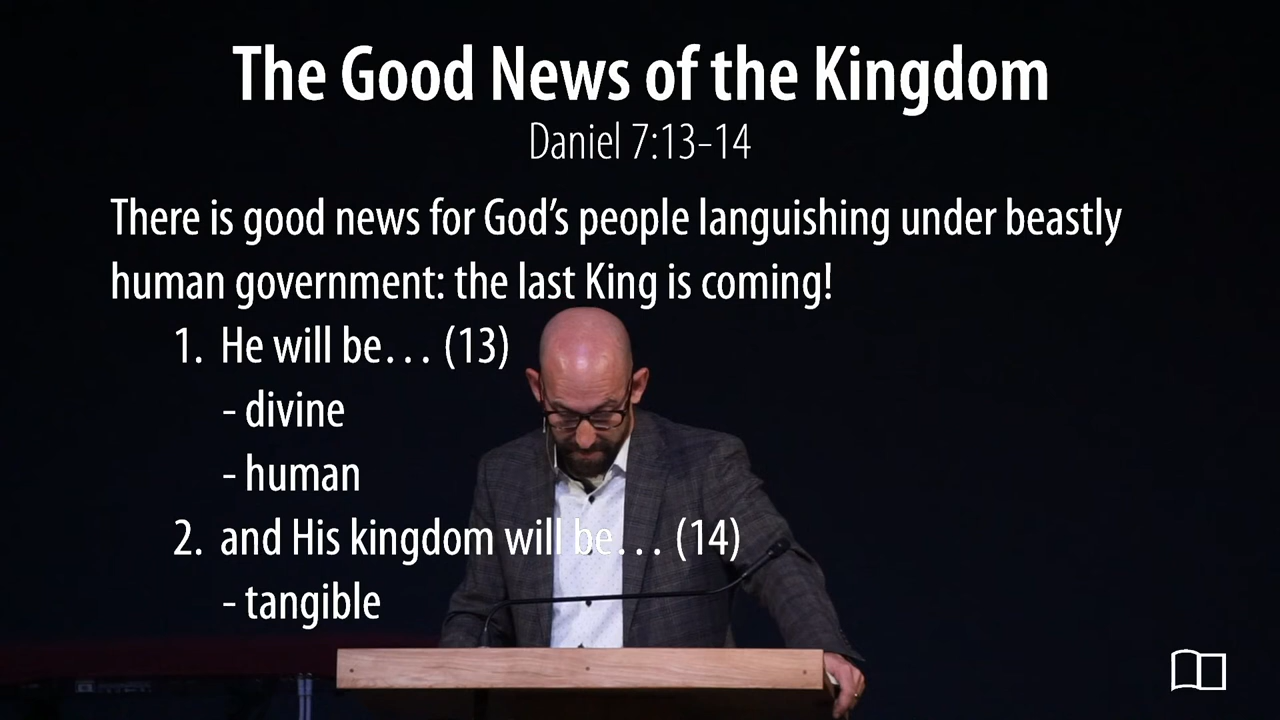 The Good News of the Kingdom
Daniel 7:13-14
There is good news for God’s people languishing under beastly
human government: the last King is coming!
1. He will be… (13)
- divine
- human
2. and His kingdom will be… (14)
- tangible